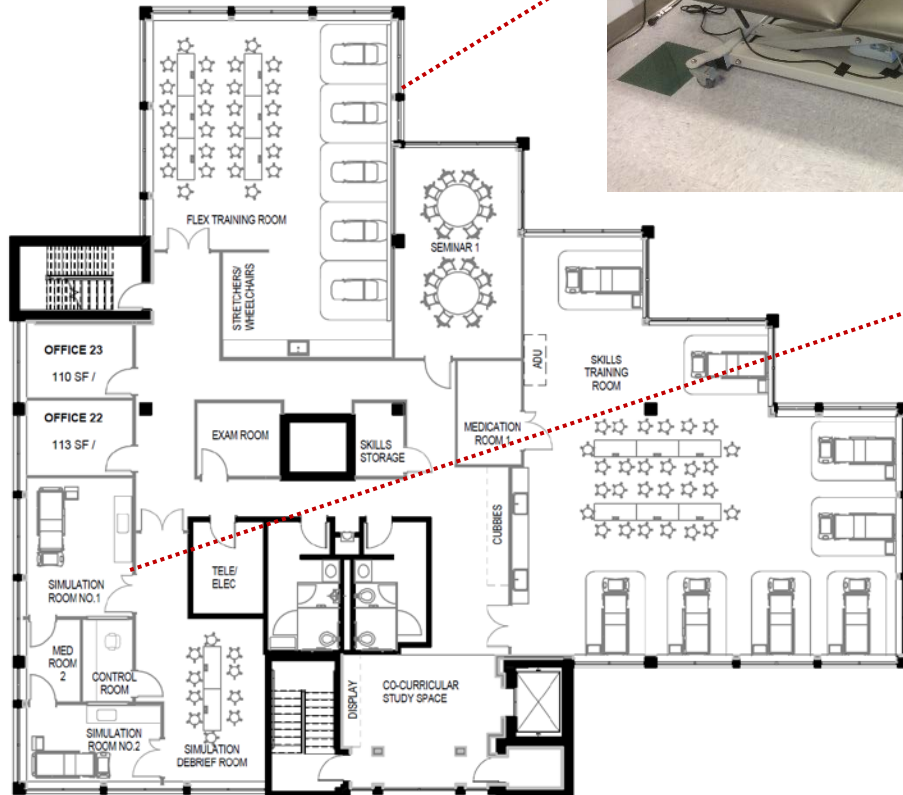 FLEX TRAINING ROOM
STRETCHERS/
WHEELCHAIRS
SEMINAR 1
OFFICE 23
110 SF /
OFFICE 22
113 SF /
EXAM ROOM
SKILLS
STORAGE
MEDICATION
ROOM 1
ADU
SKILLS
TRAINING
ROOM
CUBBIES
TELE/
ELEC
SIMULATION
ROOM NO.1
MED
ROOM
2
CONTROL
ROOM
SIMULATION
ROOM NO.2
SIMULATION
DEBRIEF ROOM
DISPLAY
CO-CURRICULAR
STUDY SPACE